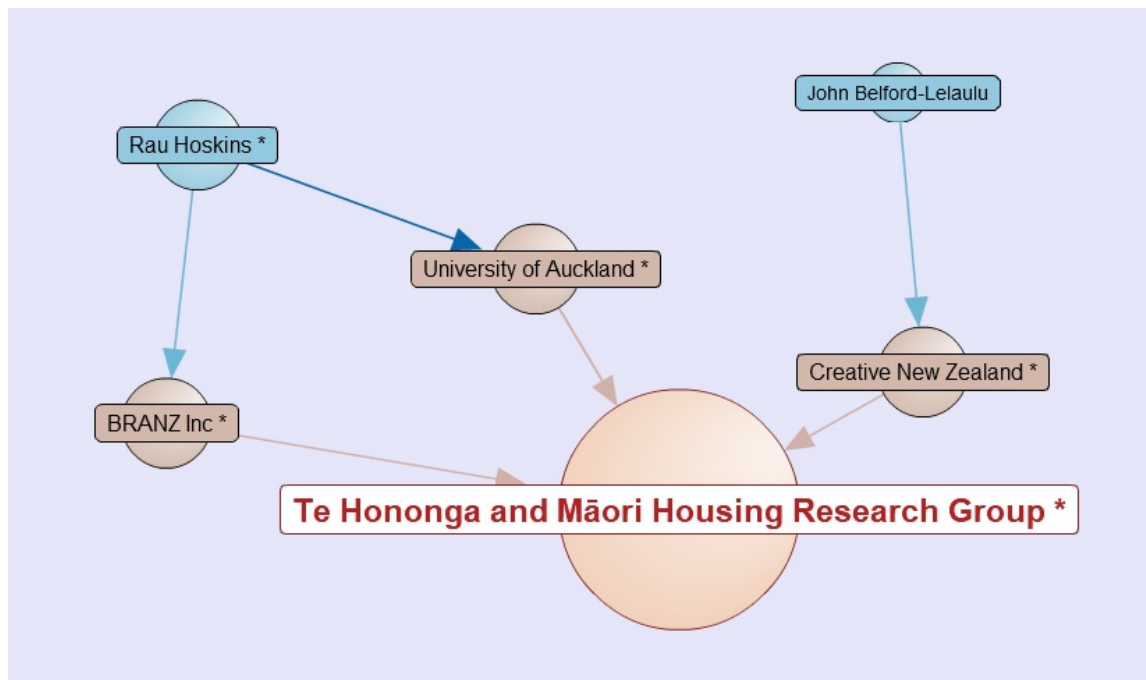 John Belford-Lelaulu
Rau Hoskins *
University of Auckland *
Creative New Zealand *
BRANZ Inc *
Te Hononga and Māori Housing Research Group *